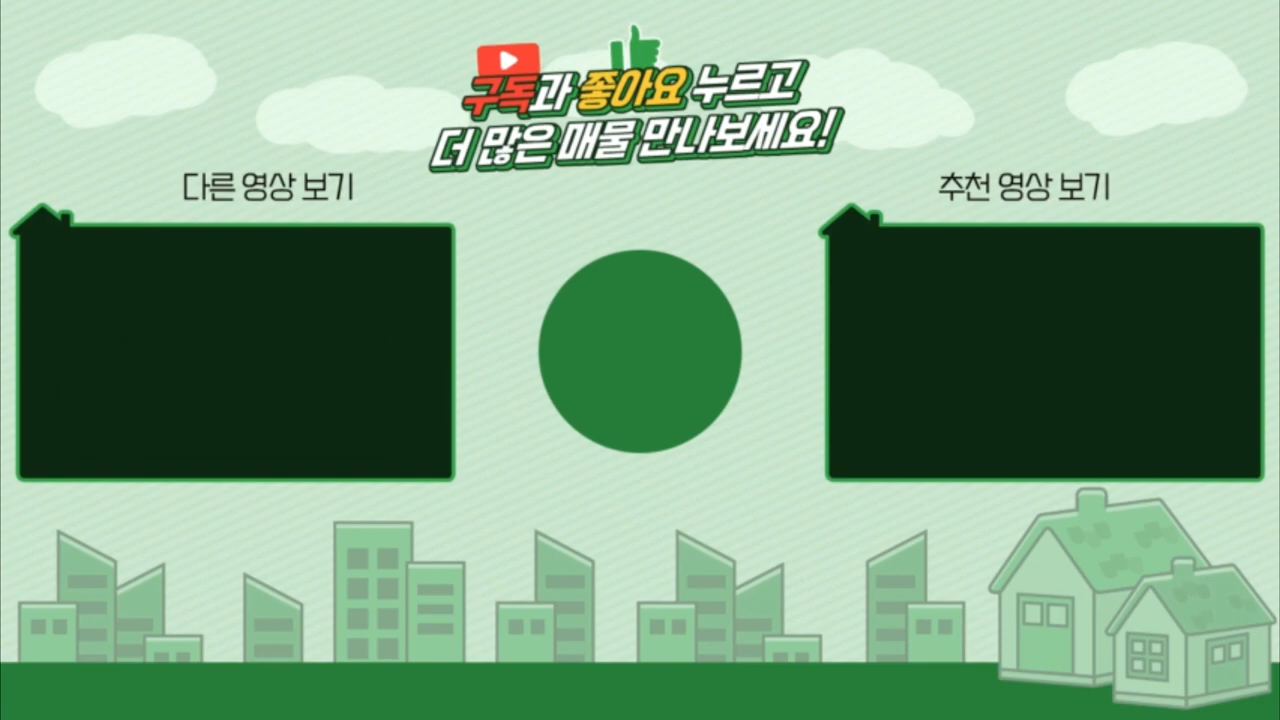 구독과 좋아요 누르고
더 많은 매물 만나보세요!
다른 영상 보기
추천 영상 보기